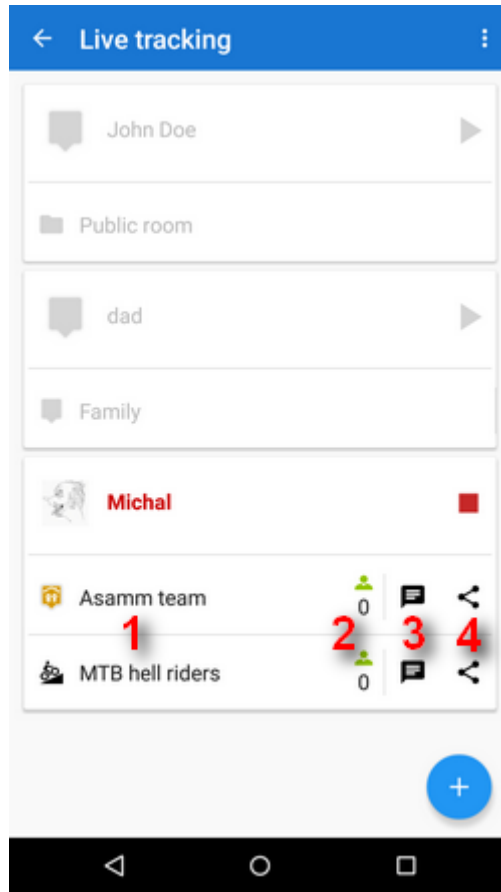 Live tracking
John Doe
Public room
dad
Family
Michal
Asamm team
0
1
2
3
4
MTB hell riders
0